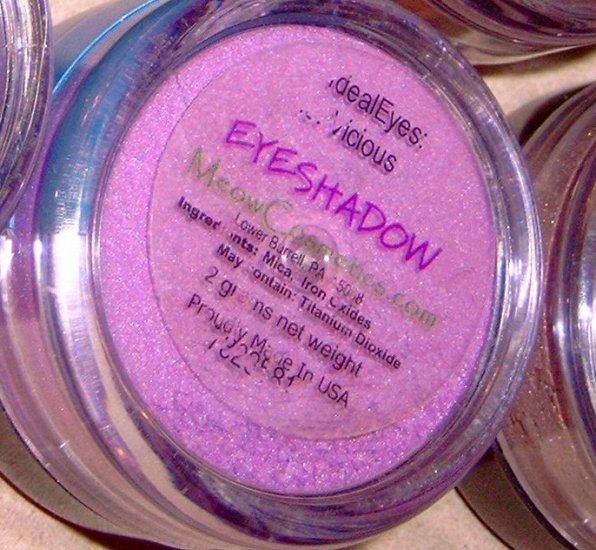 dealEyes:
Vicious
EYESHADOW
MeowCosmetics.com
Lower Burrell, PA
Ingredients: Mica, Iron Oxides
May Contain: Titanium Dioxide
2 grams net weight
Proudly Made In USA